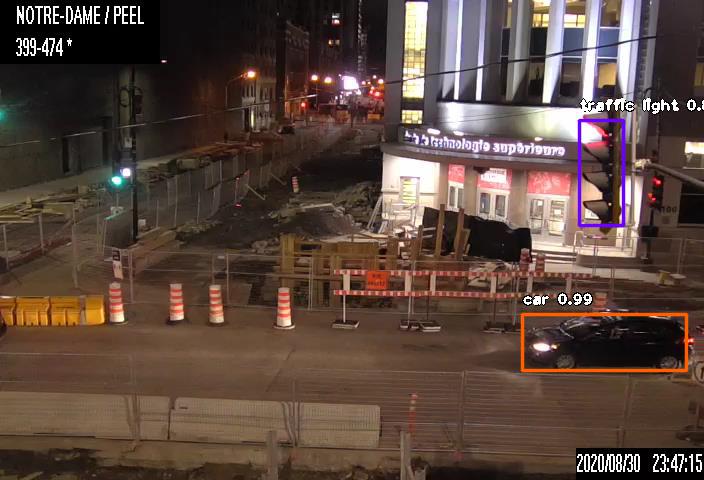 NOTRE-DAME / PEEL
399-474 *
traffic light 0.8
technologie supérieure
car 0.99
2020/08/30 23:47:15